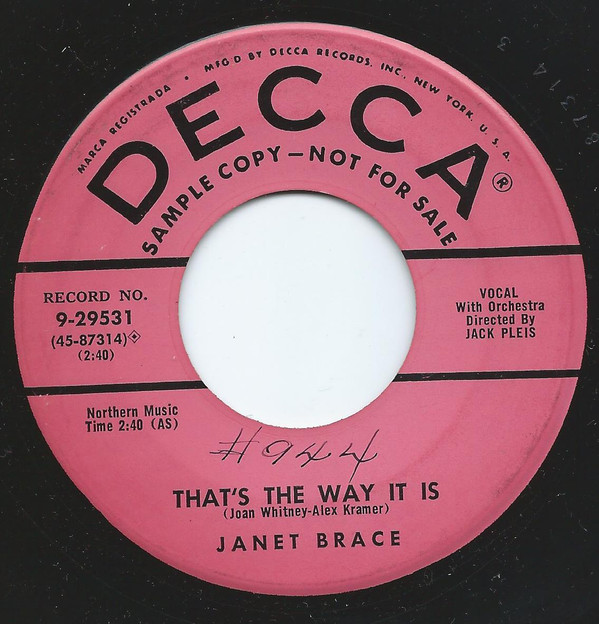 MARCA REGISTRADA • MFG'D BY DECCA RECORDS, INC., NEW YORK, U. S. A.
DECCA®
SAMPLE COPY—NOT FOR SALE
RECORD NO.
9-29531
(45-87314)
(2:40)
VOCAL
With Orchestra
Directed By
JACK PLEIS
Northern Music
Time 2:40 (AS)
#944
THAT'S THE WAY IT IS
(Joan Whitney-Alex Kramer)
JANET BRACE
87314 3